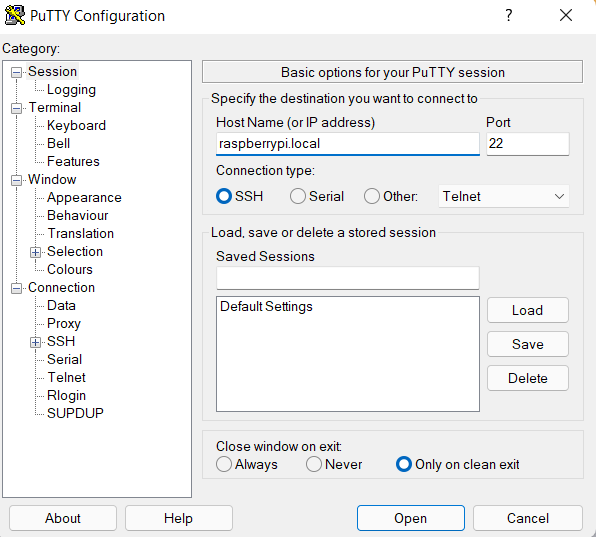 PuTTY Configuration
?
Category:
Session
Logging
Terminal
Keyboard
Bell
Features
Window
Appearance
Behaviour
Translation
Selection
Colours
Connection
Data
Proxy
SSH
Serial
Telnet
Rlogin
SUPDUP
Basic options for your PuTTY session
Specify the destination you want to connect to
Host Name (or IP address) Port
raspberrypi.local 22
Connection type:
SSH Serial Other: Telnet
Load, save or delete a stored session
Saved Sessions
Default Settings
Load
Save
Delete
Close window on exit:
Always Never Only on clean exit
About Help Open Cancel